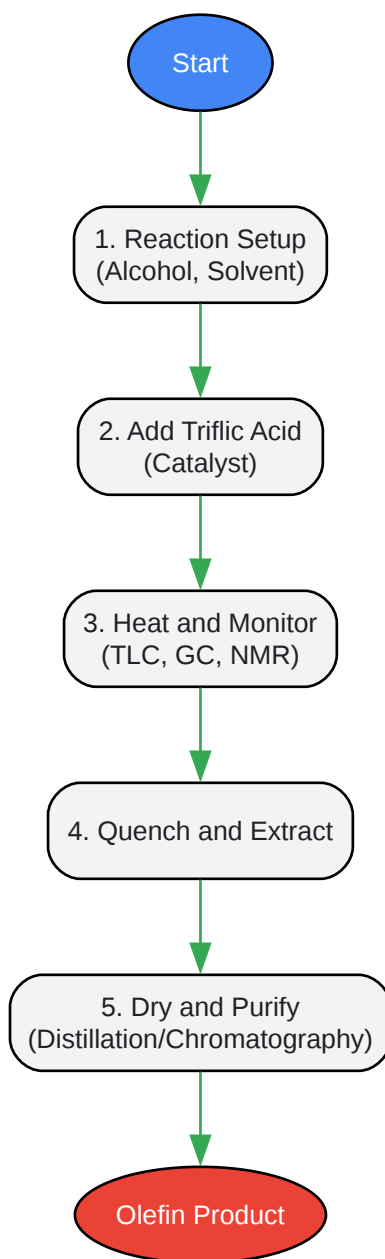 Start
1. Reaction Setup
(Alcohol, Solvent)
2. Add Triflic Acid
(Catalyst)
3. Heat and Monitor
(TLC, GC, NMR)
4. Quench and Extract
5. Dry and Purify
(Distillation/Chromatography)
Olefin Product